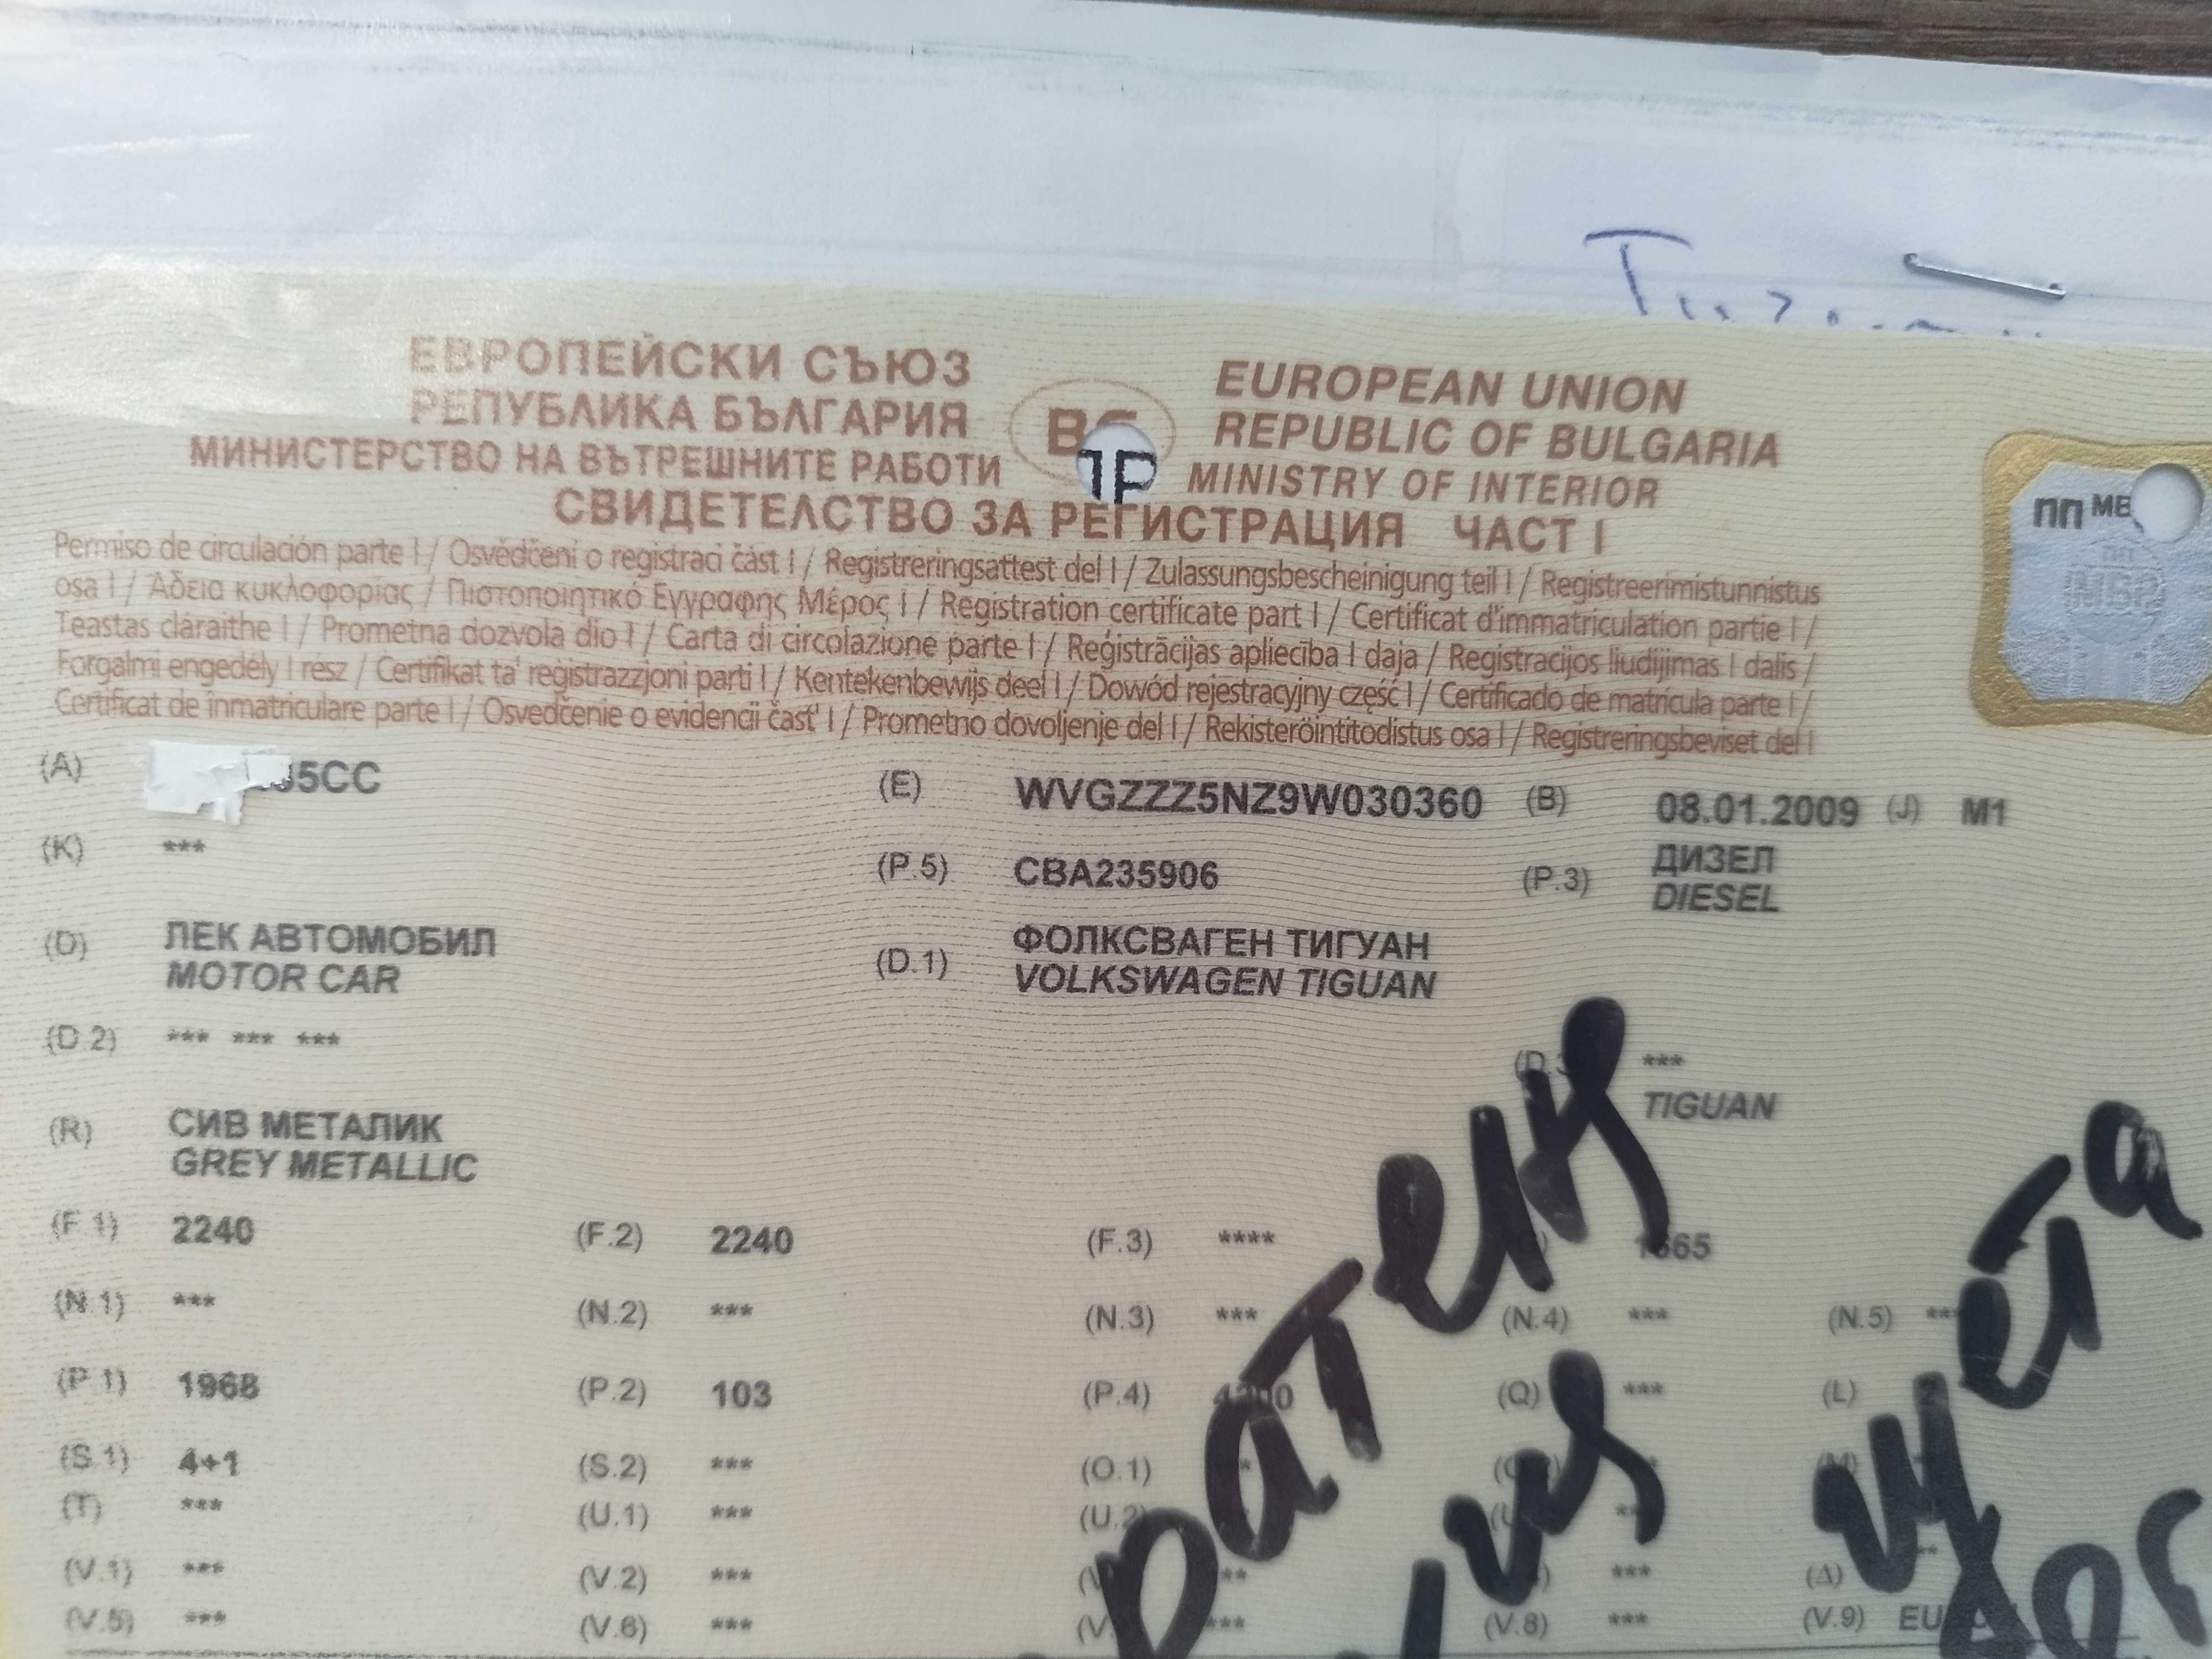 ЕВРОПЕЙСКИ СЪЮЗ
РЕПУБЛИКА БЪЛГАРИЯ
МИНИСТЕРСТВО НА ВЪТРЕШНИТЕ РАБОТИ
EUROPEAN UNION
REPUBLIC OF BULGARIA
MINISTRY OF INTERIOR
СВИДЕТЕЛСТВО ЗА РЕГИСТРАЦИЯ ЧАСТ I
Permiso de circulación parte I / Osvědčení o registraci část I / Registreringsattest del I / Zulassungsbescheinigung teil I / Registreerimistunnistus
osa I / Άδεια κυκλοφορίας / Πιστοποιητικό Εγγραφής Μέρος I / Registration certificate part I / Certificat d'immatriculation partie I /
Teastas cláraithe I / Prometna dozvola dio I / Carta di circolazione parte I / Reģistrācijas apliecība I daja / Registracijos liudijimas I dalis /
Forgalmi engedély I rész / Certifikat ta' reġistrazzjoni parti I / Kentekenbewijs deel I / Dowód rejestracyjny część I / Certificado de matrícula parte I /
Certificat de înmatriculare parte I / Osvedčenie o evidencii časť I / Prometno dovoljenje del I / Rekisteröintitodistus osa I / Registreringsbeviset del I
ПП МВ
(A) 5CC (E) WVGZZZ5NZ9W030360 (B) 08.01.2009 (J) M1
(K) *** (P.5) CBA235906 (P.3) ДИЗЕЛ
DIESEL
(D) ЛЕК АВТОМОБИЛ
MOTOR CAR
(D.1) ФОЛКСВАГЕН ТИГУАН
VOLKSWAGEN TIGUAN
(D.2) *** *** *** (D.3 ***
TIGUAN
(R) СИВ МЕТАЛИК
GREY METALLIC
(F.1) 2240 (F.2) 2240 (F.3) **** 
(N.1) *** (N.2) *** (N.3) *** (N.4) *** (N.5) **
(P.1) 1968 (P.2) 103 (P.4) (Q) *** (L)
(S.1) 4+1 (S.2) *** (O.1) (M)
(T) *** (U.1) *** (U.2)
(V.1) *** (V.2) *** ** *** (Δ) **
(V.5) *** (V.6) *** *** (V.8) *** (V.9)